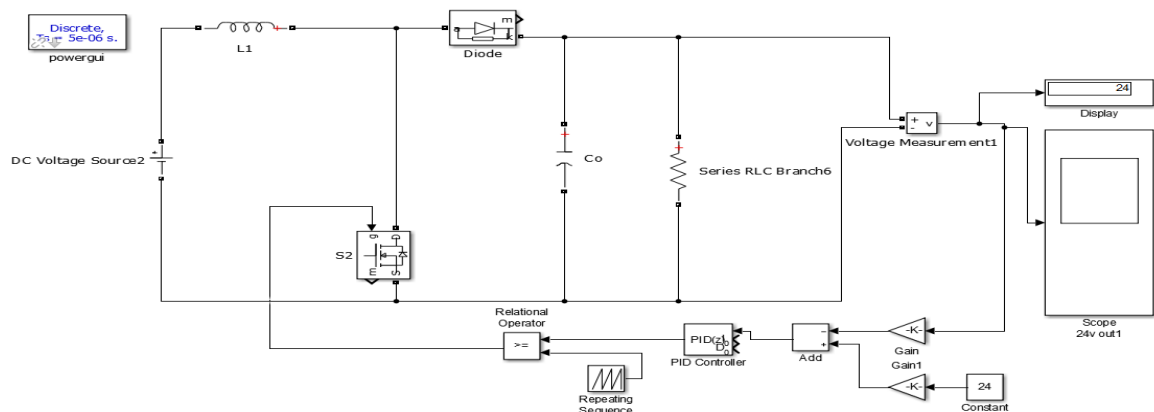 Discrete,
Ts = 5e-06 s.
powergui
L1
m
a
k
Diode
DC Voltage Source2
Co
Series RLC Branch6
+
-
v
Voltage Measurement1
24
Display
g
D
m
S
S2
Relational
Operator
>=
Repeating
Sequence
PID(z)
PID Controller
−
+
Add
-K-
Gain
Gain1
-K-
24
Constant
Scope
24v out1